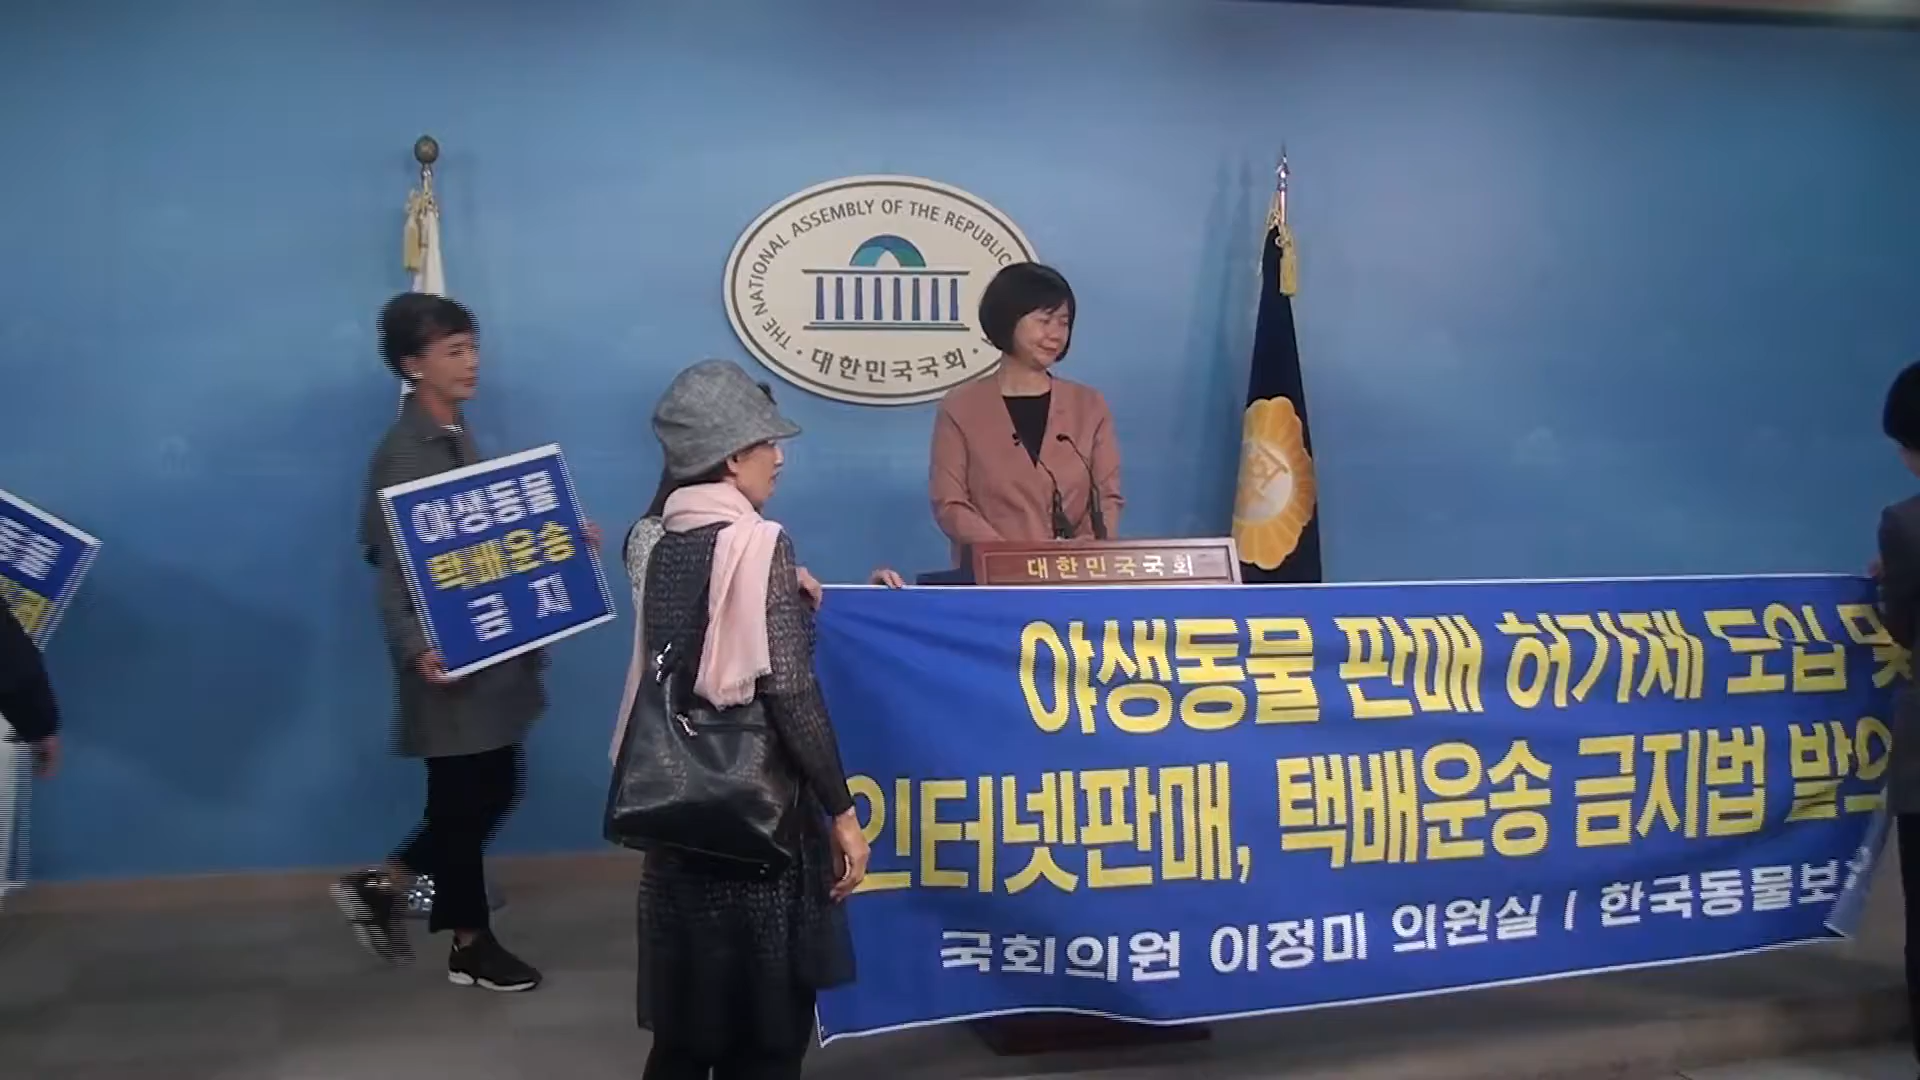 THE NATIONAL ASSEMBLY OF THE REPUBLIC
대한민국국회
야생동물
택배운송
금지
동물
대한민국국회
야생동물 판매 허가제 도입 및
인터넷판매, 택배운송 금지법 발의
국회의원 이정미 의원실 / 한국동물보